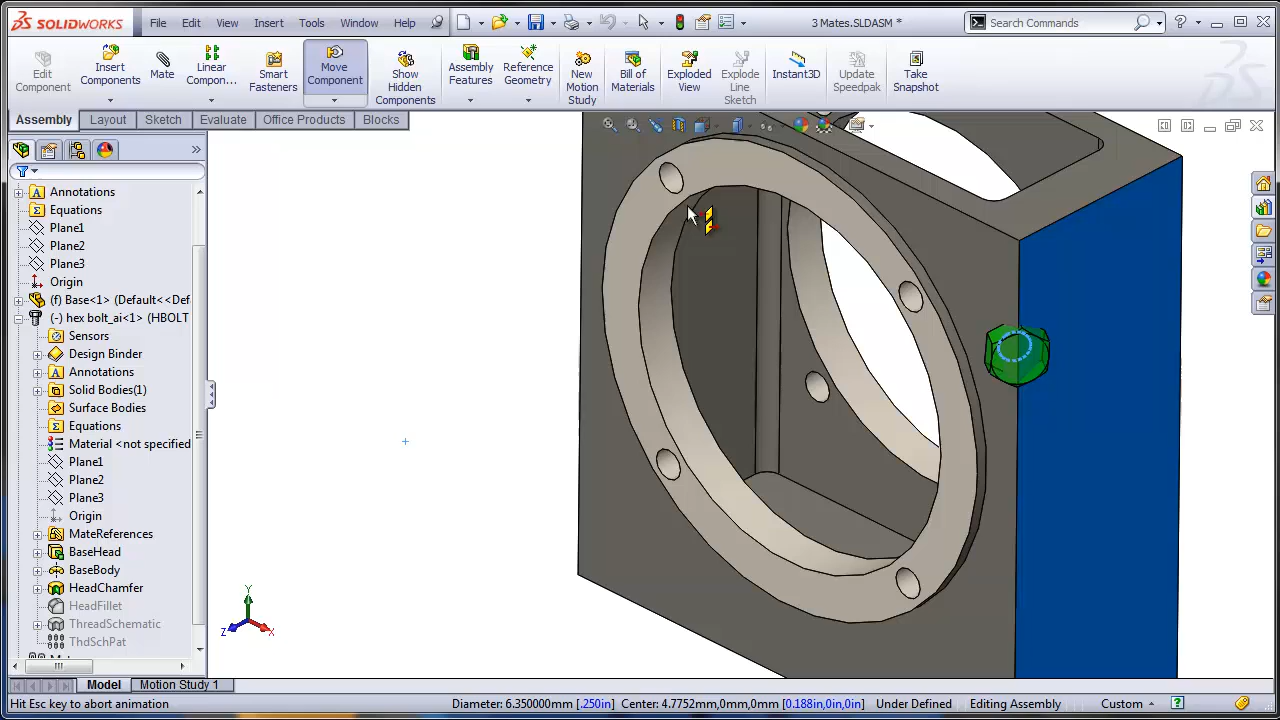 SOLIDWORKS File Edit View Insert Tools Window Help 3 Mates.SLDASM * Search Commands ?
Edit Component
Insert Components
Mate
Linear Compon...
Smart Fasteners
Move Component
Show Hidden Components
Assembly Features
Reference Geometry
New Motion Study
Bill of Materials
Exploded View
Explode Line Sketch
Instant3D
Update Speedpak
Take Snapshot
Assembly Layout Sketch Evaluate Office Products Blocks
Annotations
Equations
Plane1
Plane2
Plane3
Origin
(f) Base<1> (Default<<Def
(-) hex bolt_ai<1> (HBOLT
Sensors
Design Binder
Annotations
Solid Bodies(1)
Surface Bodies
Equations
Material <not specified
Plane1
Plane2
Plane3
Origin
MateReferences
BaseHead
BaseBody
HeadChamfer
HeadFillet
ThreadSchematic
ThdSchPat
Y
Z X
Model Motion Study 1
Hit Esc key to abort animation Diameter: 6.350000mm [.250in] Center: 4.7752mm,0mm,0mm [0.188in,0in,0in] Under Defined Editing Assembly Custom ?